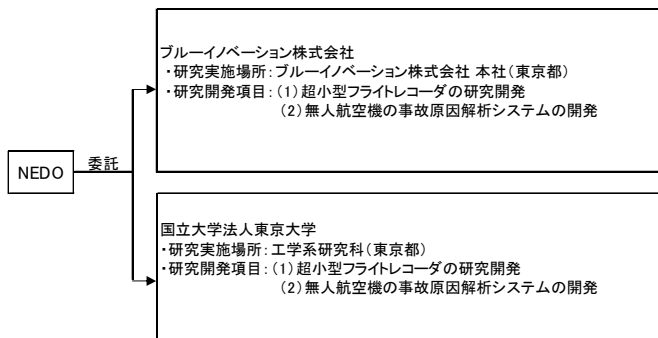 ブルーイノベーション株式会社
・研究実施場所：ブルーイノベーション株式会社 本社（東京都）
・研究開発項目：（１）超小型フライトレコーダの研究開発
（２）無人航空機の事故原因解析システムの開発
NEDO
委託
国立大学法人東京大学
・研究実施場所：工学系研究科（東京都）
・研究開発項目：（１）超小型フライトレコーダの研究開発
（２）無人航空機の事故原因解析システムの開発